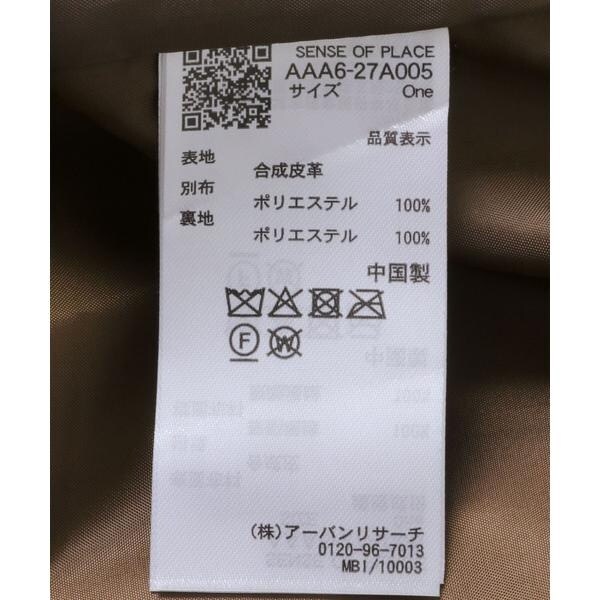 SENSE OF PLACE
AAA6-27A005
サイズ One
品質表示
表地 合成皮革
別布 ポリエステル 100%
裏地 ポリエステル 100%
中国製
F W
(株)アーバンリサーチ
0120-96-7013
MBI/10003